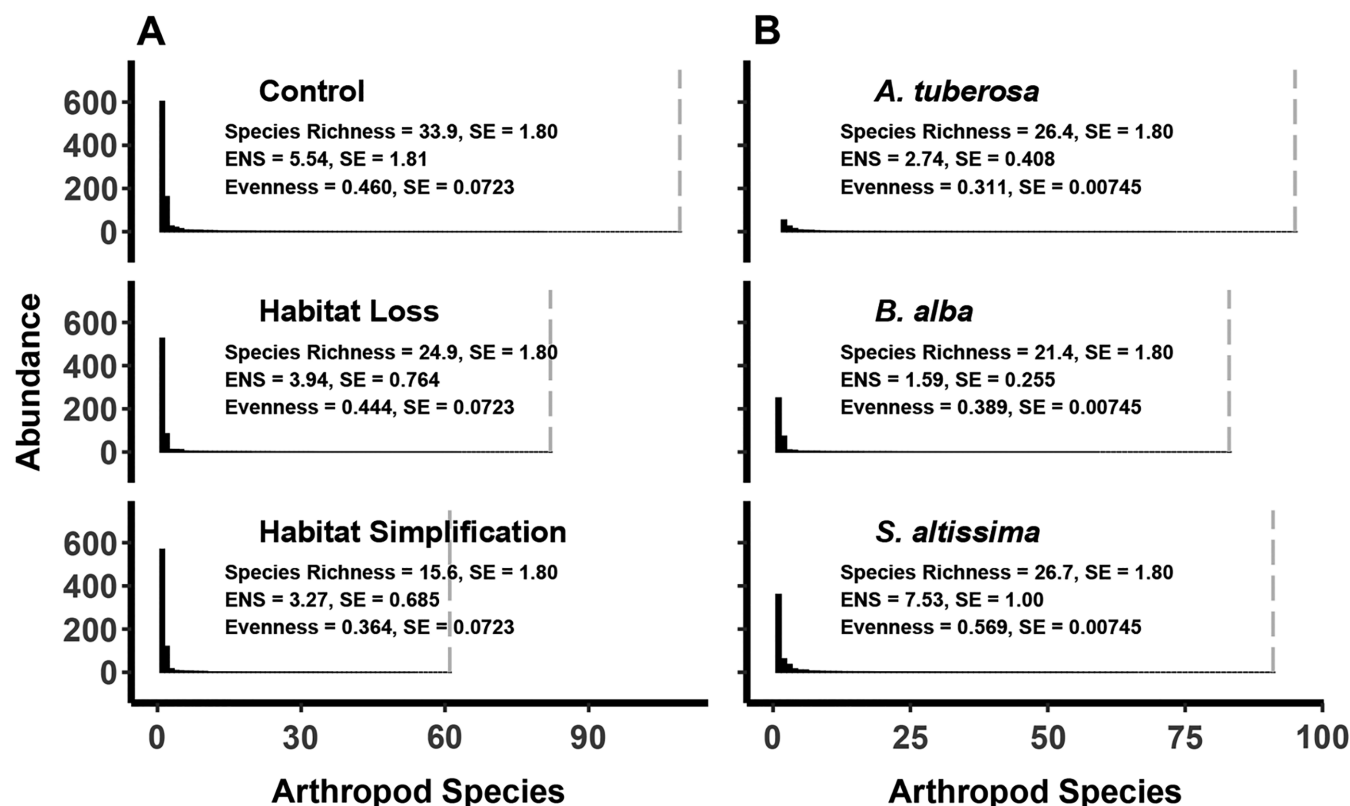 A
Control
Species Richness = 33.9, SE = 1.80
ENS = 5.54, SE = 1.81
Evenness = 0.460, SE = 0.0723
600
400
200
0
Habitat Loss
Species Richness = 24.9, SE = 1.80
ENS = 3.94, SE = 0.764
Evenness = 0.444, SE = 0.0723
600
400
200
0
Habitat Simplification
Species Richness = 15.6, SE = 1.80
ENS = 3.27, SE = 0.685
Evenness = 0.364, SE = 0.0723
600
400
200
0
Abundance
0 30 60 90
Arthropod Species
B
A. tuberosa
Species Richness = 26.4, SE = 1.80
ENS = 2.74, SE = 0.408
Evenness = 0.311, SE = 0.00745
B. alba
Species Richness = 21.4, SE = 1.80
ENS = 1.59, SE = 0.255
Evenness = 0.389, SE = 0.00745
S. altissima
Species Richness = 26.7, SE = 1.80
ENS = 7.53, SE = 1.00
Evenness = 0.569, SE = 0.00745
0 25 50 75 100
Arthropod Species